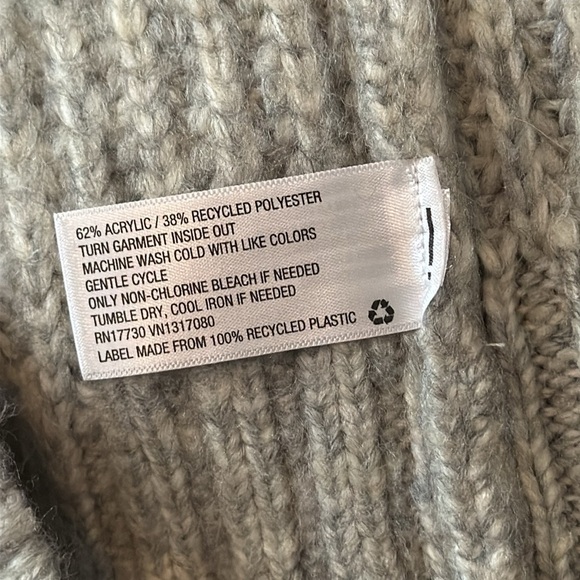 62% ACRYLIC / 38% RECYCLED POLYESTER
TURN GARMENT INSIDE OUT
MACHINE WASH COLD WITH LIKE COLORS
GENTLE CYCLE
ONLY NON-CHLORINE BLEACH IF NEEDED
TUMBLE DRY, COOL IRON IF NEEDED
RN17730 VN1317080
LABEL MADE FROM 100% RECYCLED PLASTIC